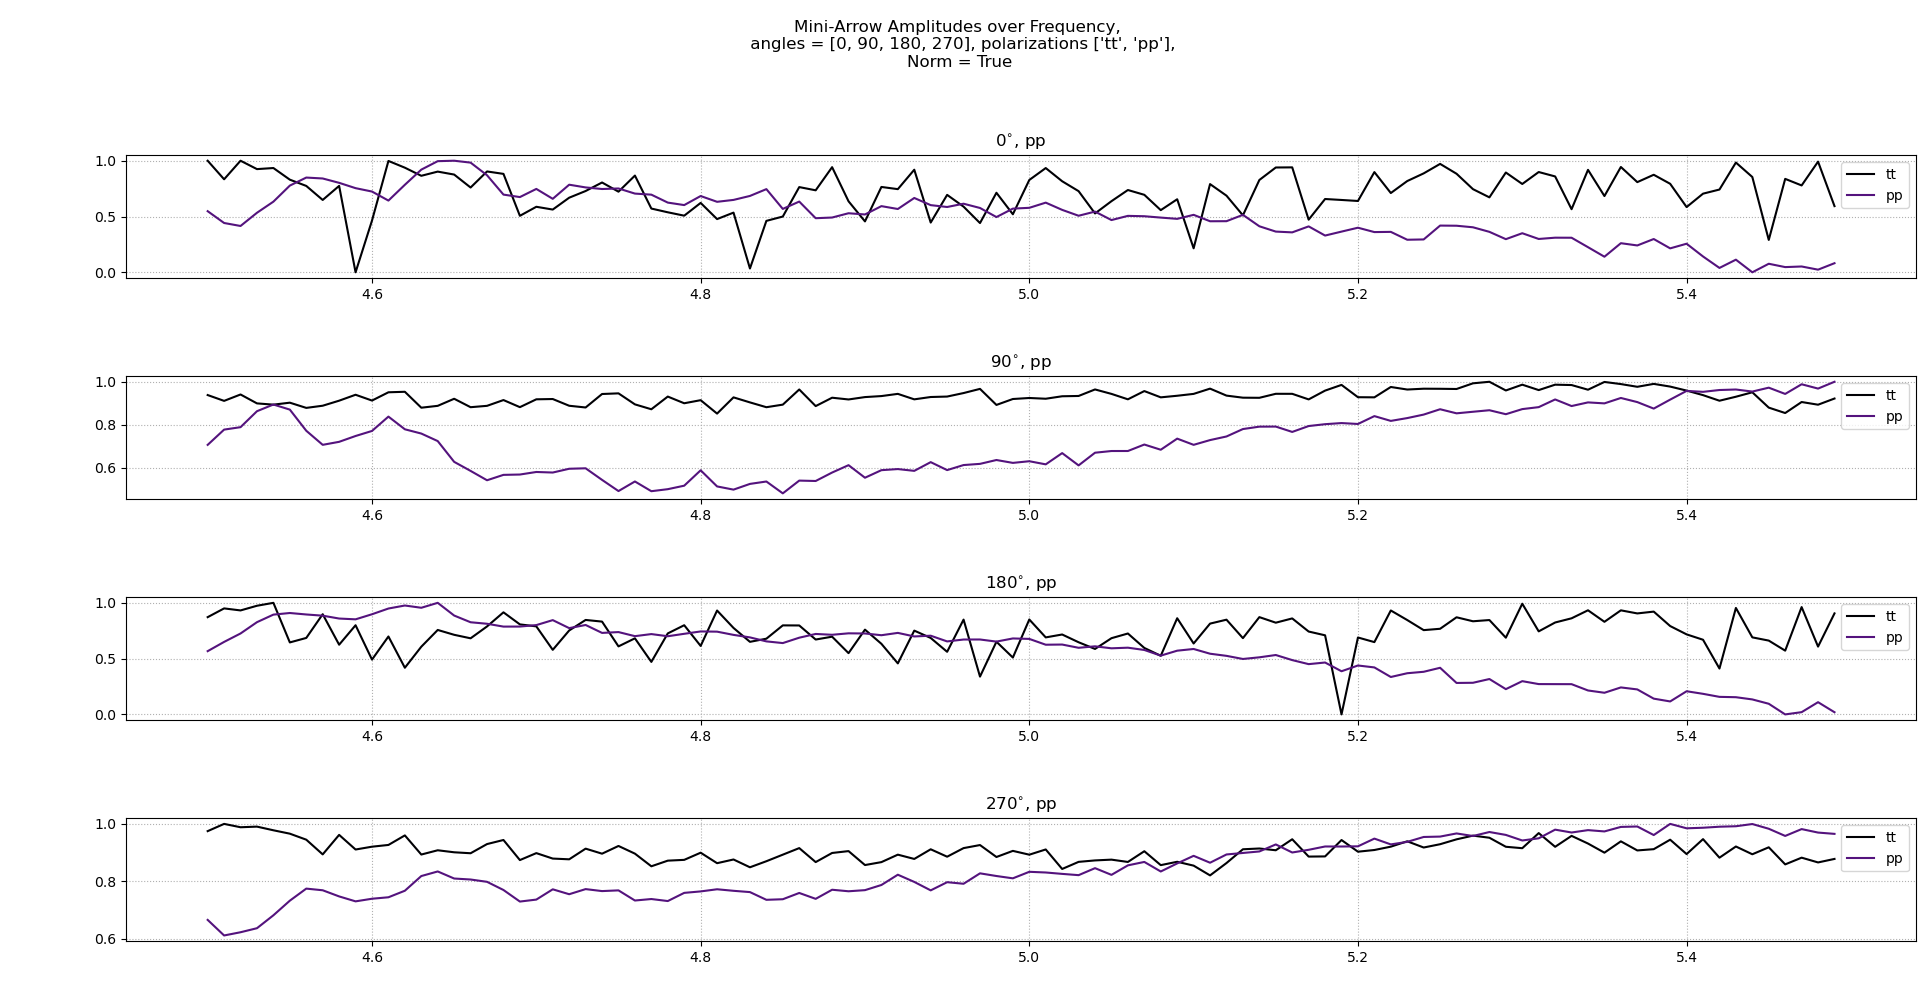 Mini-Arrow Amplitudes over Frequency,
angles = [0, 90, 180, 270], polarizations ['tt', 'pp'],
Norm = True
0°, pp
1.0
0.5
0.0
tt
pp
4.6 4.8 5.0 5.2 5.4
90°, pp
1.0
0.8
0.6
tt
pp
4.6 4.8 5.0 5.2 5.4
180°, pp
1.0
0.5
0.0
tt
pp
4.6 4.8 5.0 5.2 5.4
270°, pp
1.0
0.8
0.6
tt
pp
4.6 4.8 5.0 5.2 5.4